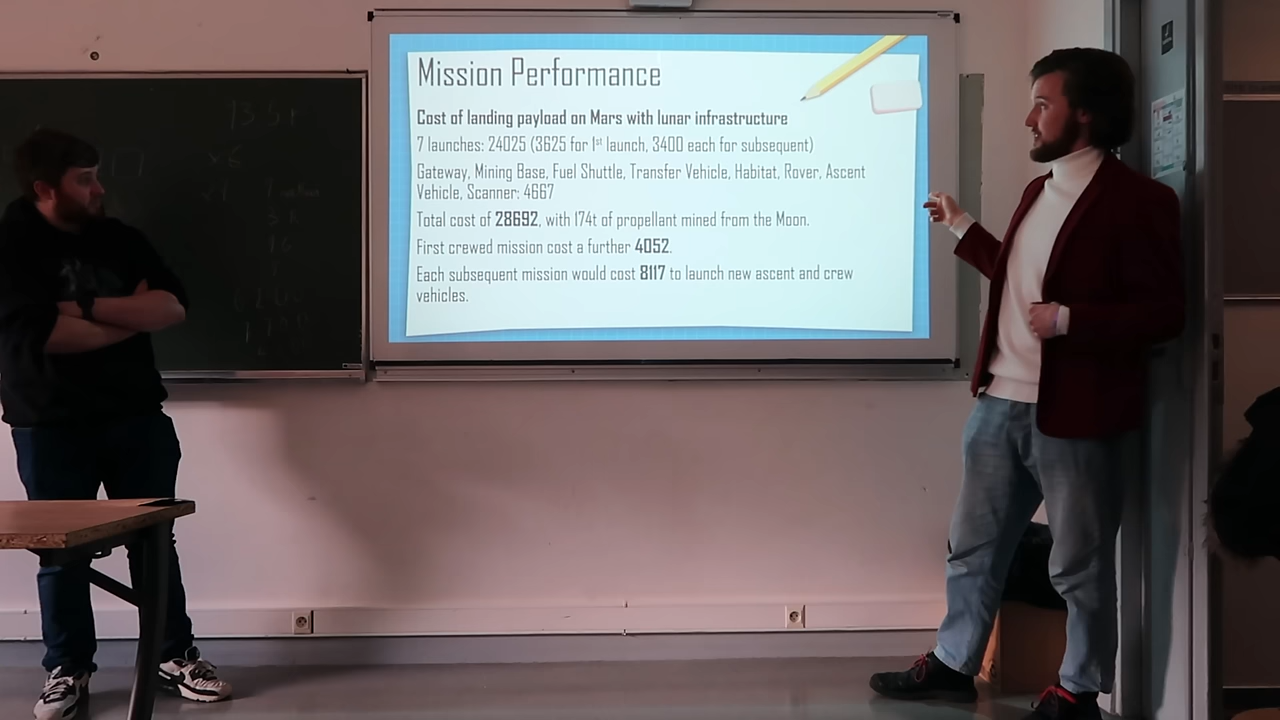 Mission Performance
Cost of landing payload on Mars with lunar infrastructure
7 launches: 24025 (3625 for 1st launch, 3400 each for subsequent)
Gateway, Mining Base, Fuel Shuttle, Transfer Vehicle, Habitat, Rover, Ascent
Vehicle, Scanner: 4667
Total cost of 28692, with 174t of propellant mined from the Moon.
First crewed mission cost a further 4052.
Each subsequent mission would cost 8117 to launch new ascent and crew
vehicles.